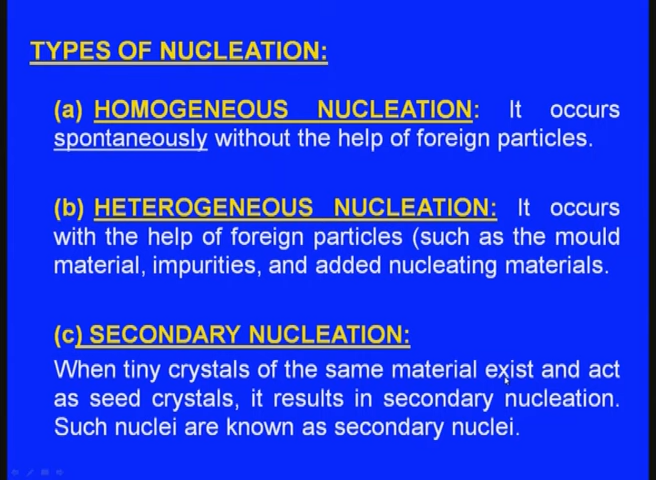 TYPES OF NUCLEATION:
(a) HOMOGENEOUS NUCLEATION: It occurs
spontaneously without the help of foreign particles.
(b) HETEROGENEOUS NUCLEATION: It occurs
with the help of foreign particles (such as the mould
material, impurities, and added nucleating materials.
(c) SECONDARY NUCLEATION:
When tiny crystals of the same material exist and act
as seed crystals, it results in secondary nucleation.
Such nuclei are known as secondary nuclei.